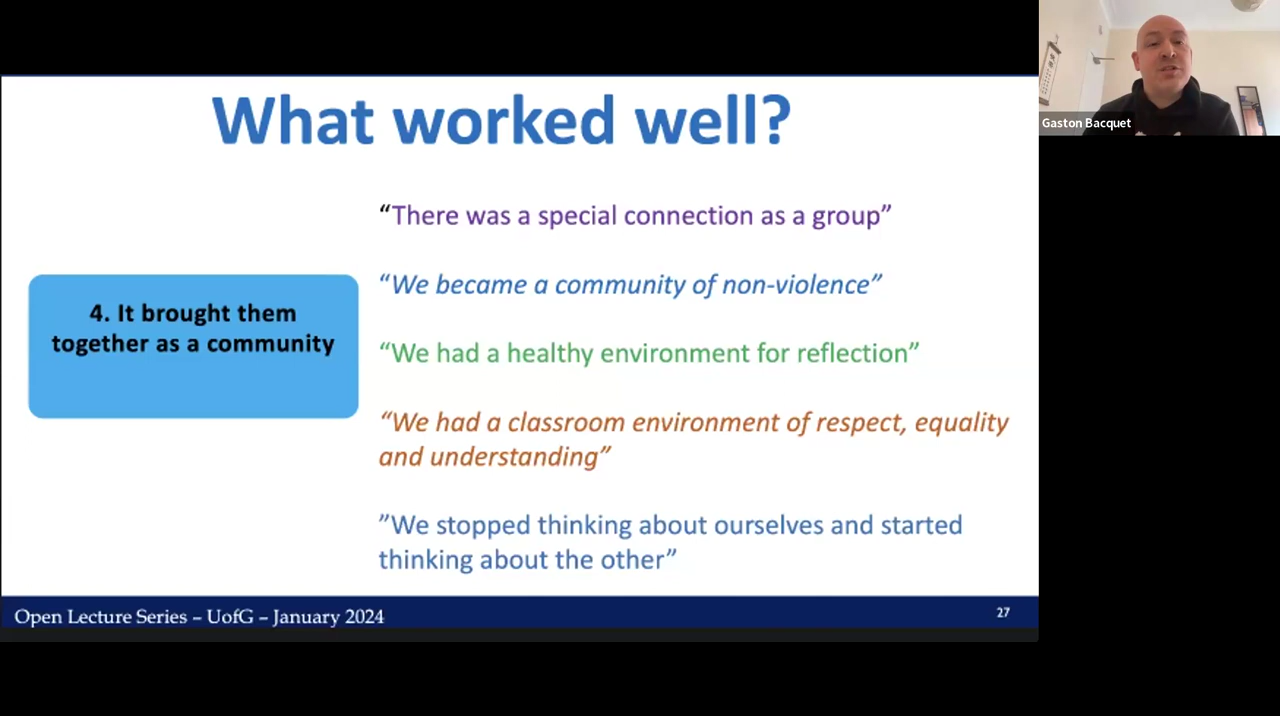 What worked well?
Gaston Bacquet
“There was a special connection as a group”
4. It brought them
together as a community
“We became a community of non-violence”
“We had a healthy environment for reflection”
“We had a classroom environment of respect, equality
and understanding”
”We stopped thinking about ourselves and started
thinking about the other”
Open Lecture Series – UofG – January 2024
27